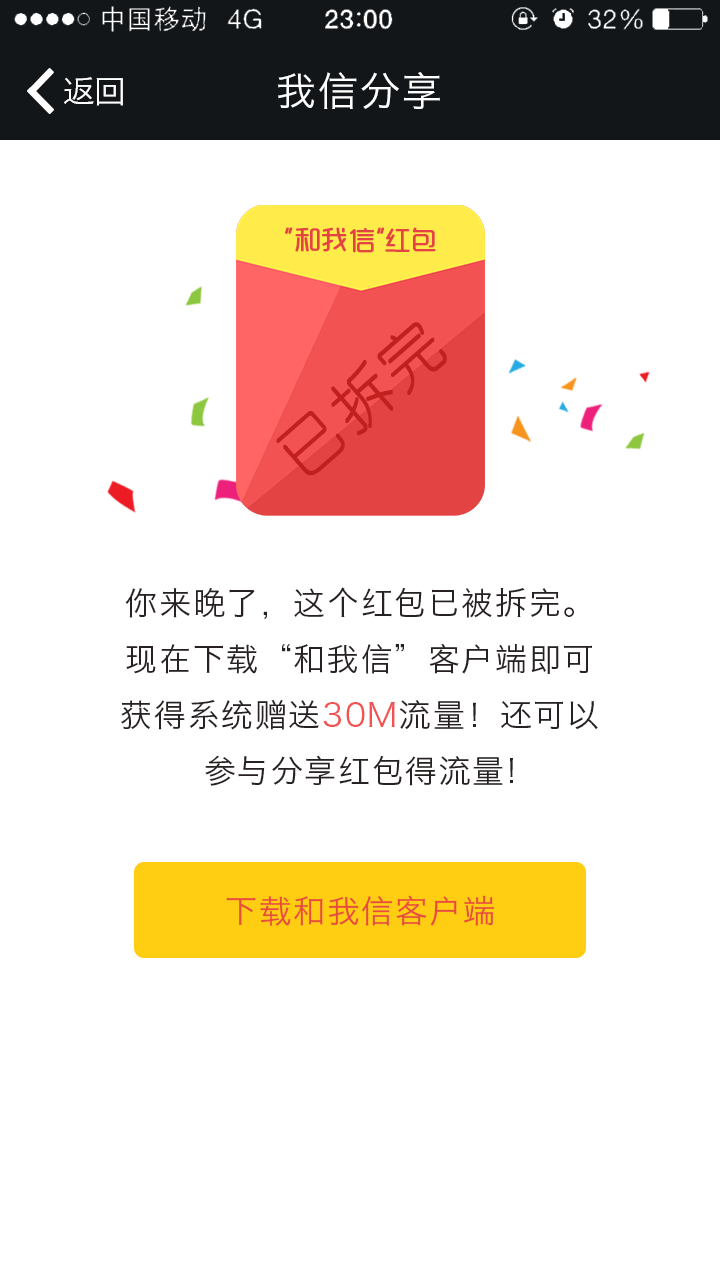 中国移动 4G 23:00 32%
返回 我信分享
“和我信”红包
已拆完
你来晚了，这个红包已被拆完。
现在下载“和我信”客户端即可
获得系统赠送30M流量！还可以
参与分享红包得流量!
下载和我信客户端